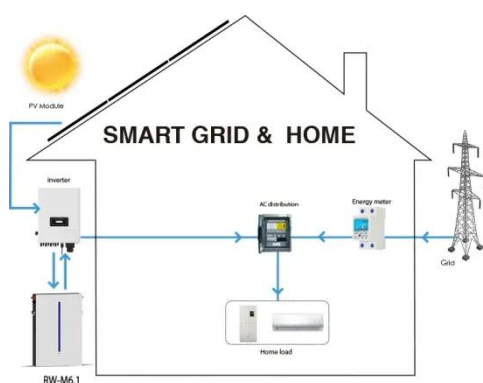 PV Module
SMART GRID & HOME
Inverter
AC distribution
Energy meter
Grid
Home load
RW-M6.1